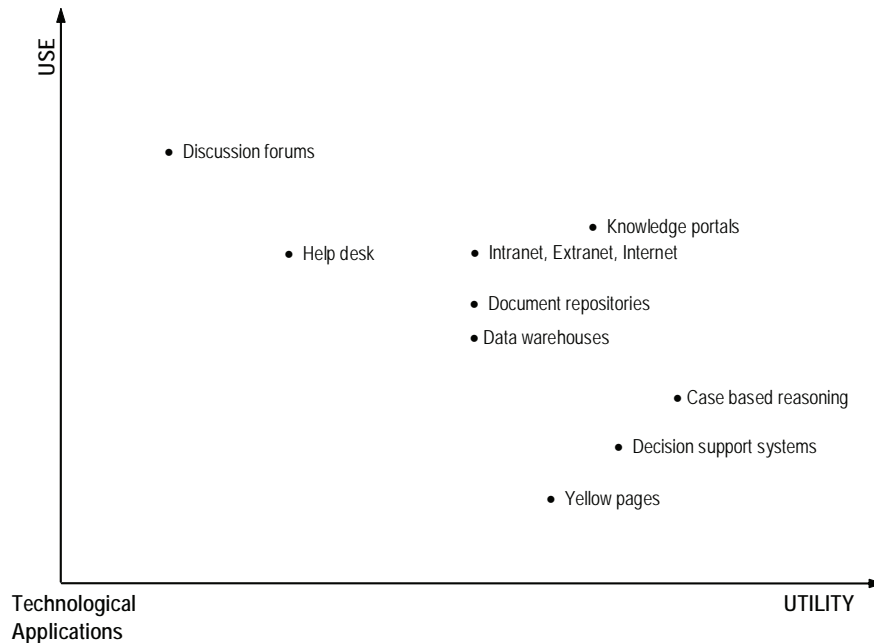 USE
Discussion forums
Knowledge portals
Help desk
Intranet, Extranet, Internet
Document repositories
Data warehouses
Case based reasoning
Decision support systems
Yellow pages
Technological
Applications
UTILITY